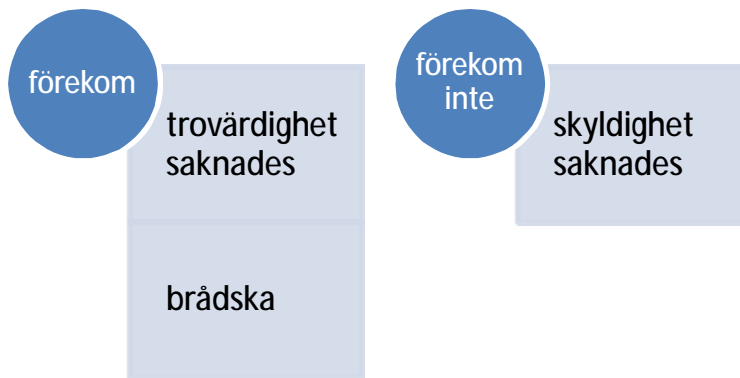 förekom
trovärdighet
saknades
brådska
förekom
inte
skyldighet
saknades